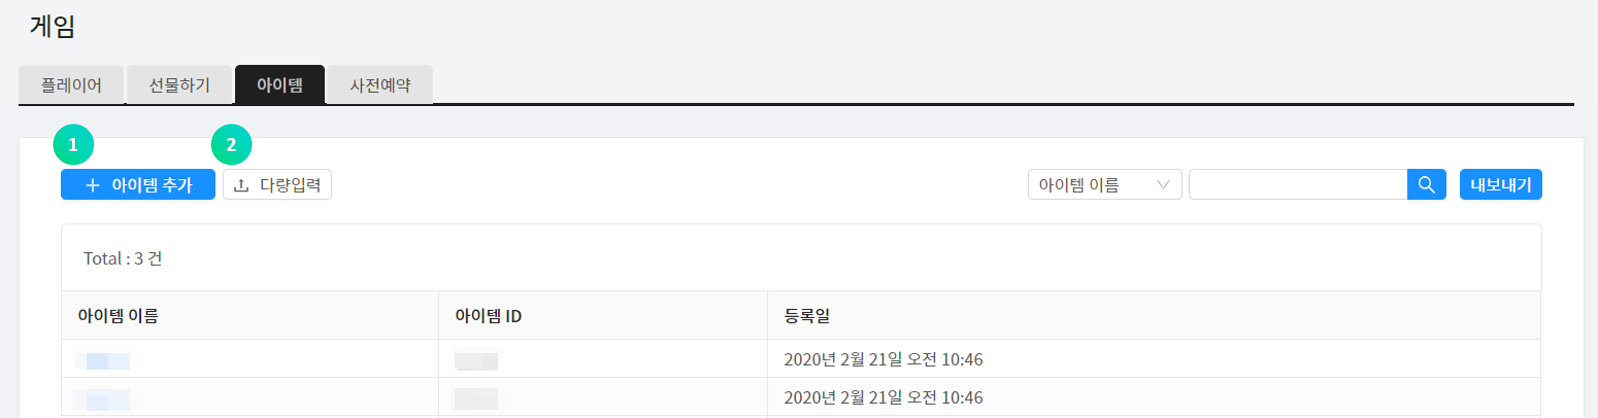 게임
플레이어 선물하기 아이템 사전예약
1 2
+ 아이템 추가 다량입력 아이템 이름 내보내기
Total : 3 건
아이템 이름 아이템 ID 등록일
2020년 2월 21일 오전 10:46
2020년 2월 21일 오전 10:46